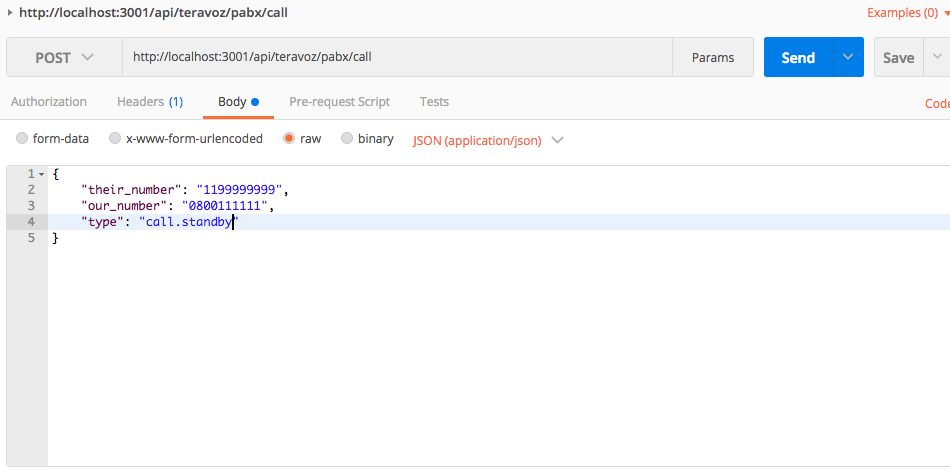 http://localhost:3001/api/teravoz/pabx/call Examples (0)
POST http://localhost:3001/api/teravoz/pabx/call Params Send Save
Authorization Headers (1) Body Pre-request Script Tests Code
form-data x-www-form-urlencoded raw binary JSON (application/json)
1 {
2 "their_number": "1199999999",
3 "our_number": "0800111111",
4 "type": "call.standby"
5 }